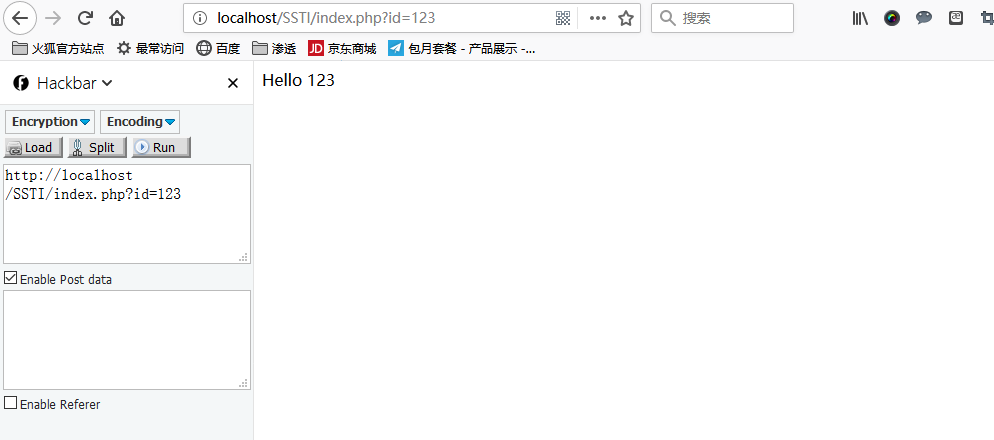 localhost/SSTI/index.php?id=123
搜索
火狐官方站点 最常访问 百度 渗透 JD 京东商城 包月套餐 - 产品展示 -...
Hackbar
Hello 123
Encryption Encoding
Load Split Run
http://localhost
/SSTI/index.php?id=123
Enable Post data
Enable Referer